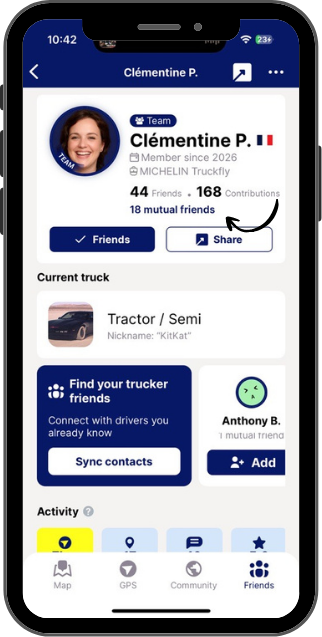 10:42
23
Clémentine P.
TEAM
Team
Clémentine P.
Member since 2026
MICHELIN Truckfly
44 Friends . 168 Contributions
18 mutual friends
Friends
Share
Current truck
Tractor / Semi
Nickname: "KitKat"
Find your trucker
friends
Connect with drivers you
already know
Sync contacts
Anthony B.
1 mutual friend
Add
Activity ?
Map
GPS
Community
Friends